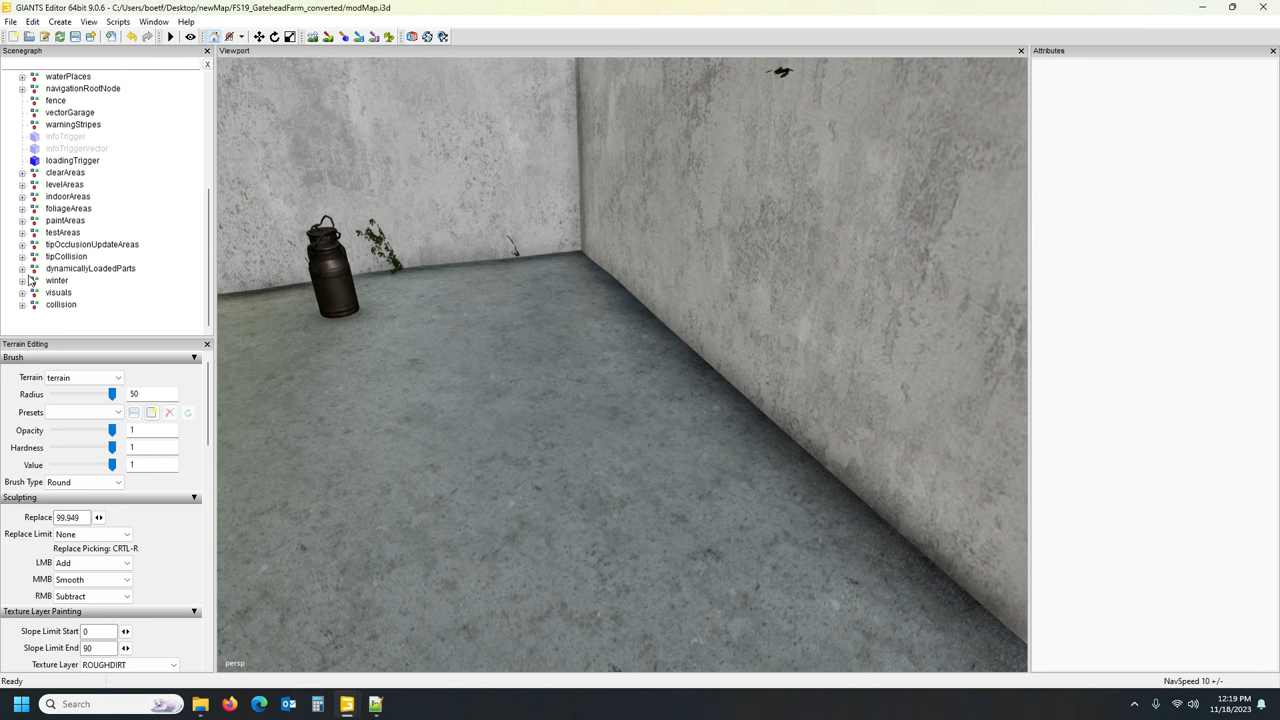 GIANTS Editor 64bit v 9.0.6 - C:/Users/boetf/Desktop/newMap/FS19_GateheadFarm_converted/modMap.i3d
File Edit Create View Scripts Window Help
Scenegraph
Viewport
Attributes
waterPlaces
navigationRootNode
fence
vectorGarage
warningStripes
infoTrigger
infoTriggerVector
loadingTrigger
clearAreas
levelAreas
indoorAreas
foliageAreas
paintAreas
testAreas
tipOcclusionUpdateAreas
tipCollision
dynamicallyLoadedParts
winter
visuals
collision
Terrain Editing
Brush
Terrain terrain
Radius 50
Presets
Opacity 1
Hardness 1
Value 1
Brush Type Round
Sculpting
Replace 99.949
Replace Limit None
Replace Picking: CRTL-R
LMB Add
MMB Smooth
RMB Subtract
Texture Layer Painting
Slope Limit Start 0
Slope Limit End 90
Texture Layer ROUGHDIRT
persp
Ready
NavSpeed 10 +/-
Search
12:19 PM
11/18/2023